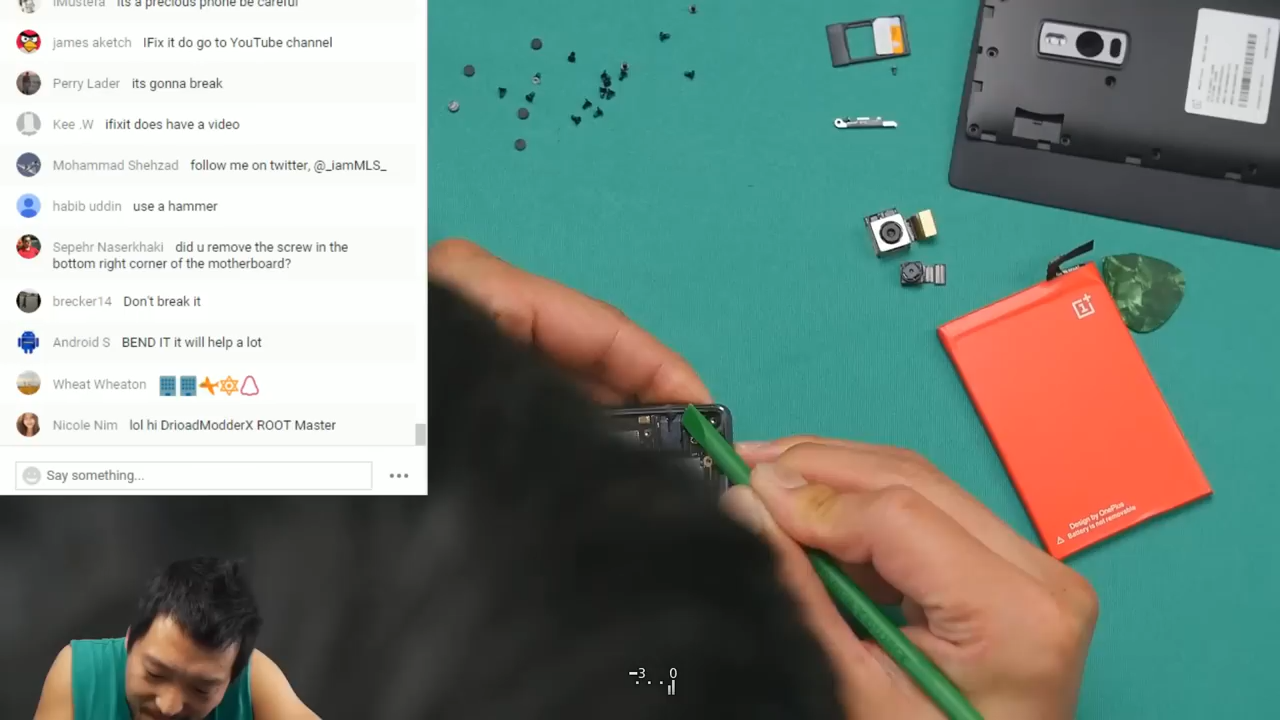 iMustera its a precious phone be careful
james aketch IFix it do go to YouTube channel
Perry Lader its gonna break
Kee .W ifixit does have a video
Mohammad Shehzad follow me on twitter, @_iamMLS_
habib uddin use a hammer
Sepehr Naserkhaki did u remove the screw in the
bottom right corner of the motherboard?
brecker14 Don't break it
Android S BEND IT it will help a lot
Wheat Wheaton
Nicole Nim lol hi DrioadModderX ROOT Master
Say something...
1+
Design by OnePlus
Battery is not removable
-3 . . . 0